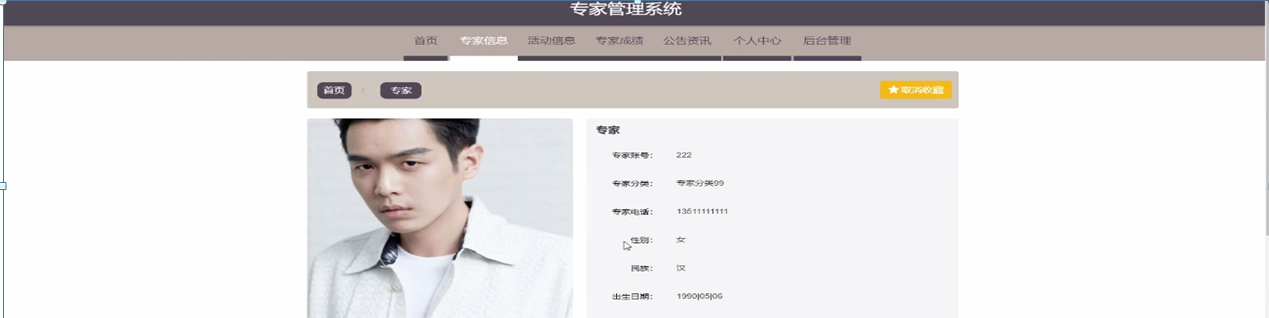 专家管理系统
首页 专家信息 活动信息 专家成绩 公告资讯 个人中心 后台管理
首页 / 专家 ★ 取消收藏
专家
专家账号： 222
专家分类： 专家分类99
专家电话： 13511111111
性别： 女
民族： 汉
出生日期： 1990|05|06